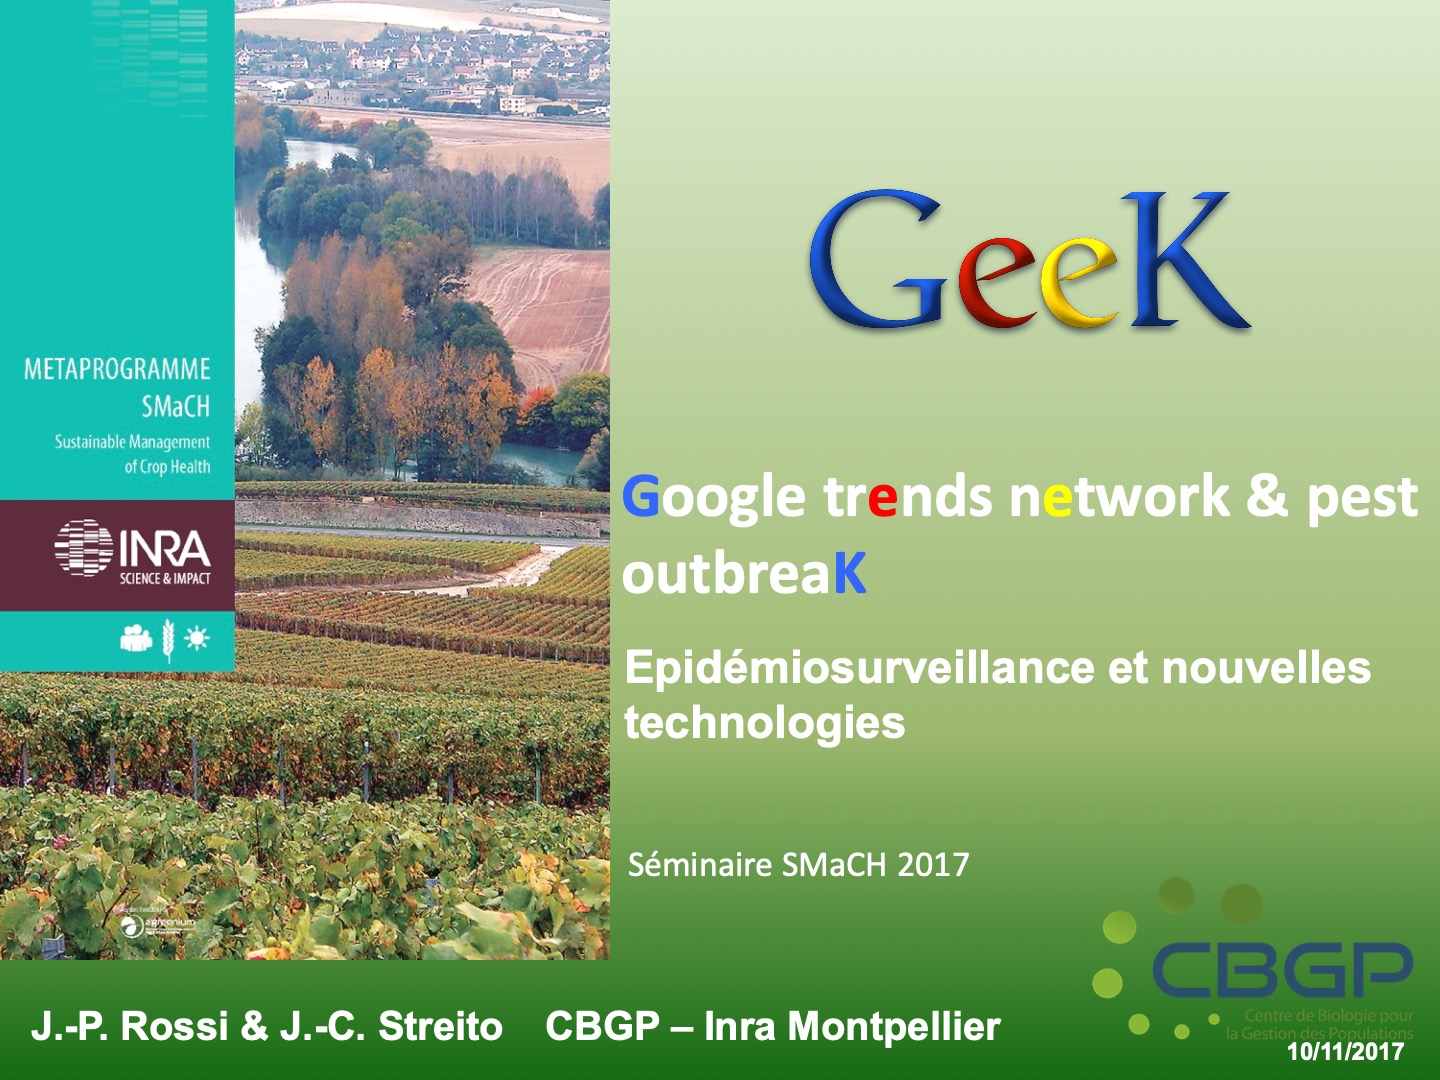 METAPROGRAMME
SMaCH
Sustainable Management
of Crop Health
INRA
SCIENCE & IMPACT
agreenium
GeeK
Google trends network & pest
outbreaK
Epidémiosurveillance et nouvelles
technologies
Séminaire SMaCH 2017
CBGP
Centre de Biologie pour
la Gestion des Populations
J.-P. Rossi & J.-C. Streito CBGP – Inra Montpellier
10/11/2017